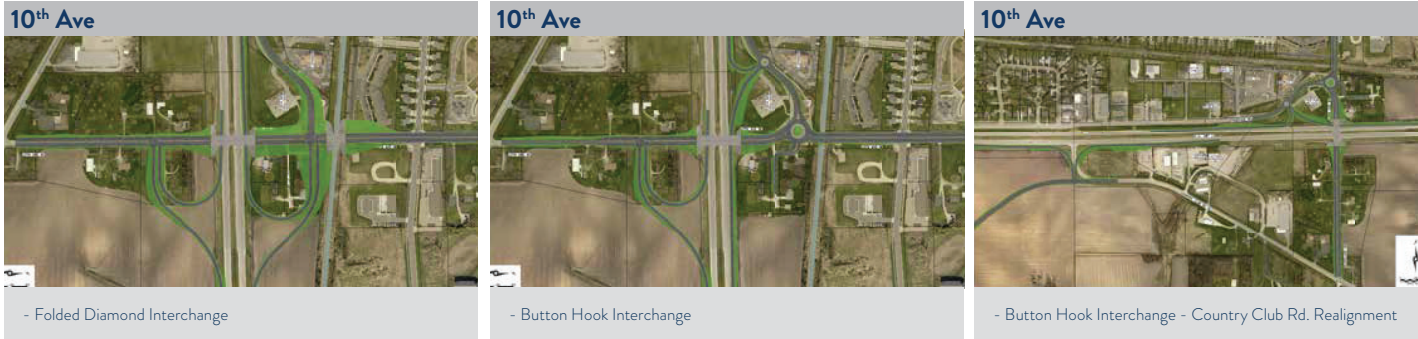 10th Ave
- Folded Diamond Interchange
10th Ave
- Button Hook Interchange
10th Ave
- Button Hook Interchange - Country Club Rd. Realignment